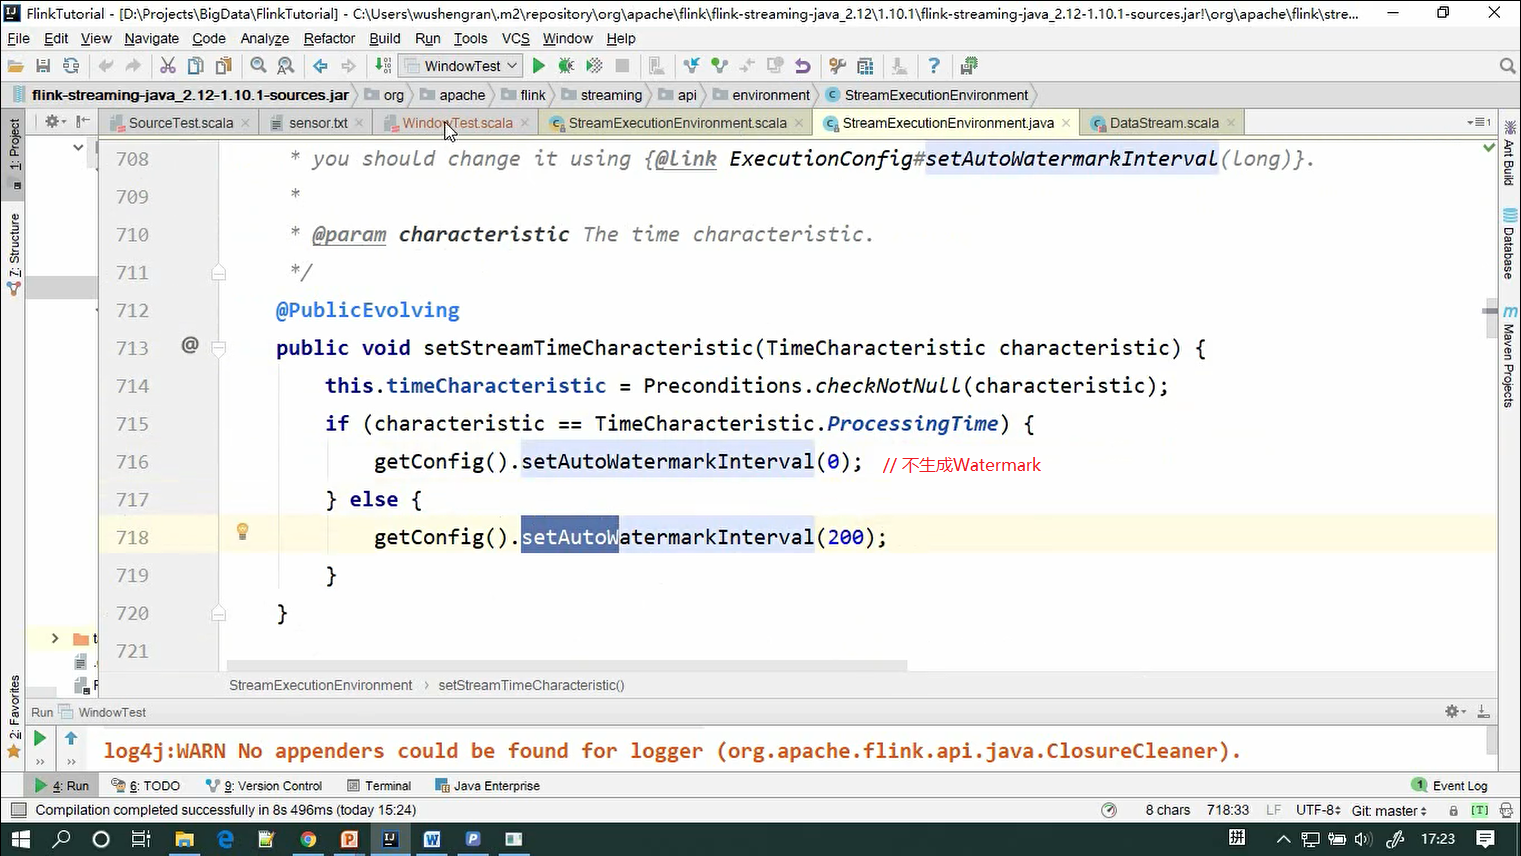 FlinkTutorial - [D:\Projects\BigData\FlinkTutorial] - C:\Users\wushengran\.m2\repository\org\apache\flink\flink-streaming-java_2.12\1.10.1\flink-streaming-java_2.12-1.10.1-sources.jar!\org\apache\flink\stre...
File Edit View Navigate Code Analyze Refactor Build Run Tools VCS Window Help
WindowTest
flink-streaming-java_2.12-1.10.1-sources.jar org apache flink streaming api environment StreamExecutionEnvironment
SourceTest.scala sensor.txt WindowTest.scala StreamExecutionEnvironment.scala StreamExecutionEnvironment.java DataStream.scala
1: Project
7: Structure
2: Favorites
Ant Build
Database
Maven Projects
708 * you should change it using {@link ExecutionConfig#setAutoWatermarkInterval(long)}.
709 *
710 * @param characteristic The time characteristic.
711 */
712 @PublicEvolving
713 @ public void setStreamTimeCharacteristic(TimeCharacteristic characteristic) {
714 this.timeCharacteristic = Preconditions.checkNotNull(characteristic);
715 if (characteristic == TimeCharacteristic.ProcessingTime) {
716 getConfig().setAutoWatermarkInterval(0); // 不生成Watermark
717 } else {
718 getConfig().setAutoWatermarkInterval(200);
719 }
720 }
721
StreamExecutionEnvironment › setStreamTimeCharacteristic()
Run WindowTest
log4j:WARN No appenders could be found for logger (org.apache.flink.api.java.ClosureCleaner).
4: Run 6: TODO 9: Version Control Terminal Java Enterprise 1 Event Log
Compilation completed successfully in 8s 496ms (today 15:24) 8 chars 718:33 LF UTF-8 Git: master [T]
17:23